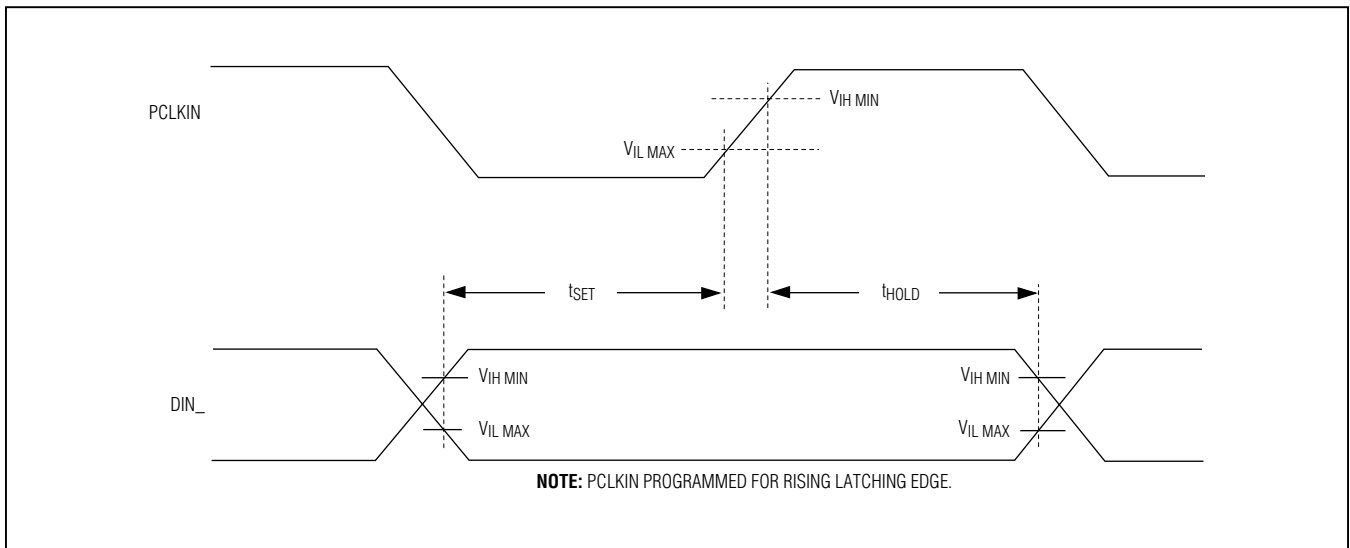 PCLKIN
VIH MIN
VIL MAX
tSET
tHOLD
DIN_
VIH MIN
VIH MIN
VIL MAX
VIL MAX
NOTE: PCLKIN PROGRAMMED FOR RISING LATCHING EDGE.